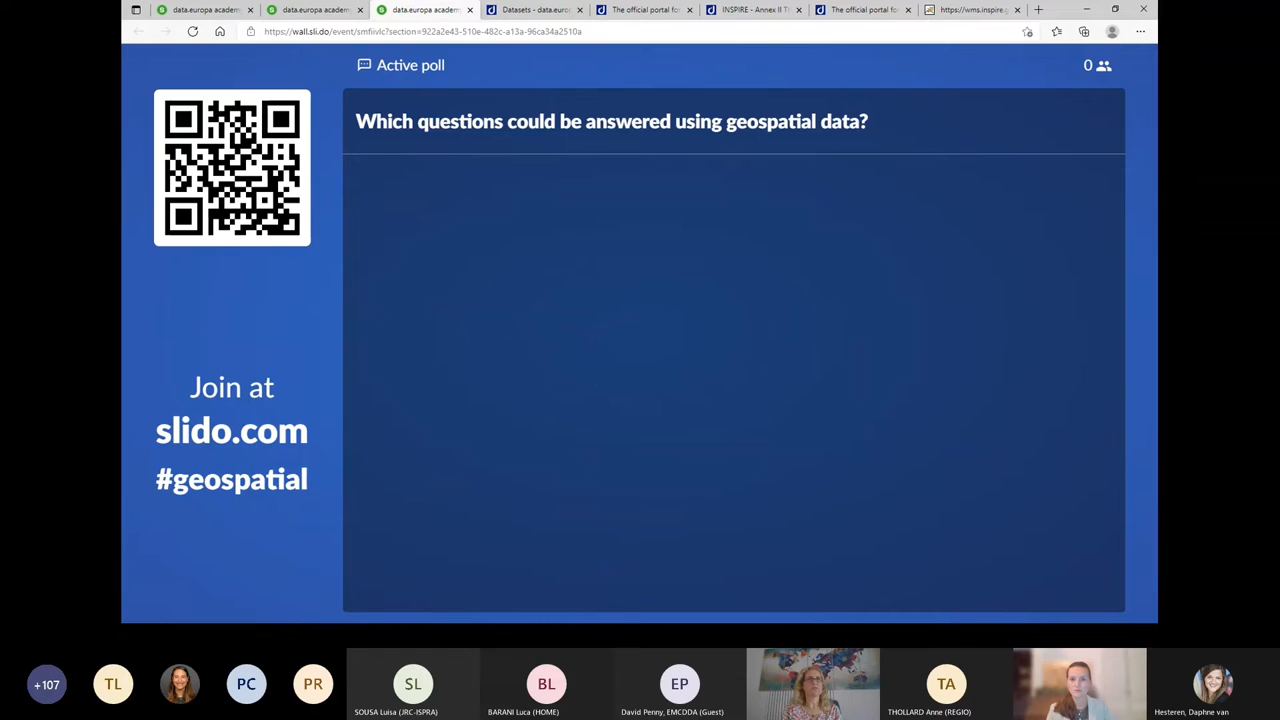 data.europa academ
data.europa academ
data.europa academ
Datasets - data.euro
The official portal fo
INSPIRE - Annex II Th
The official portal for
https://wms.inspire.g
https://wall.sli.do/event/smfiivlc?section=922a2e43-510e-482c-a13a-96ca34a2510a
Active poll
0
Which questions could be answered using geospatial data?
Join at
slido.com
#geospatial
+107
TL
PC
PR
SL
BL
EP
TA
SOUSA Luisa (JRC-ISPRA)
BARANI Luca (HOME)
David Penny, EMCDDA (Guest)
THOLLARD Anne (REGIO)
Hesteren, Daphne van